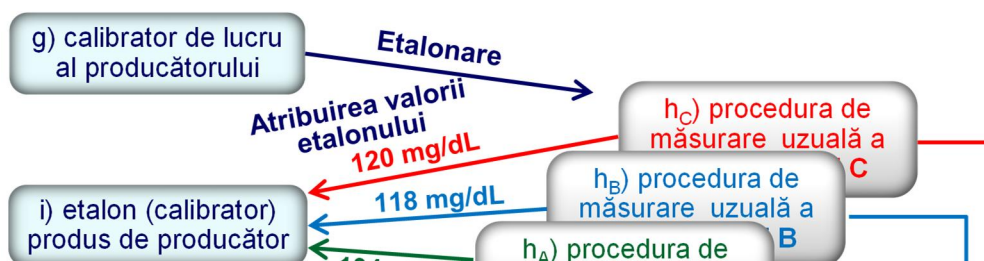 g) calibrator de lucru
al producătorului
Etalonare
Atribuirea valorii
etalonului
120 mg/dL
hC) procedura de
măsurare uzuală a
C
118 mg/dL
hB) procedura de
măsurare uzuală a
B
i) etalon (calibrator)
produs de producător
hA) procedura de